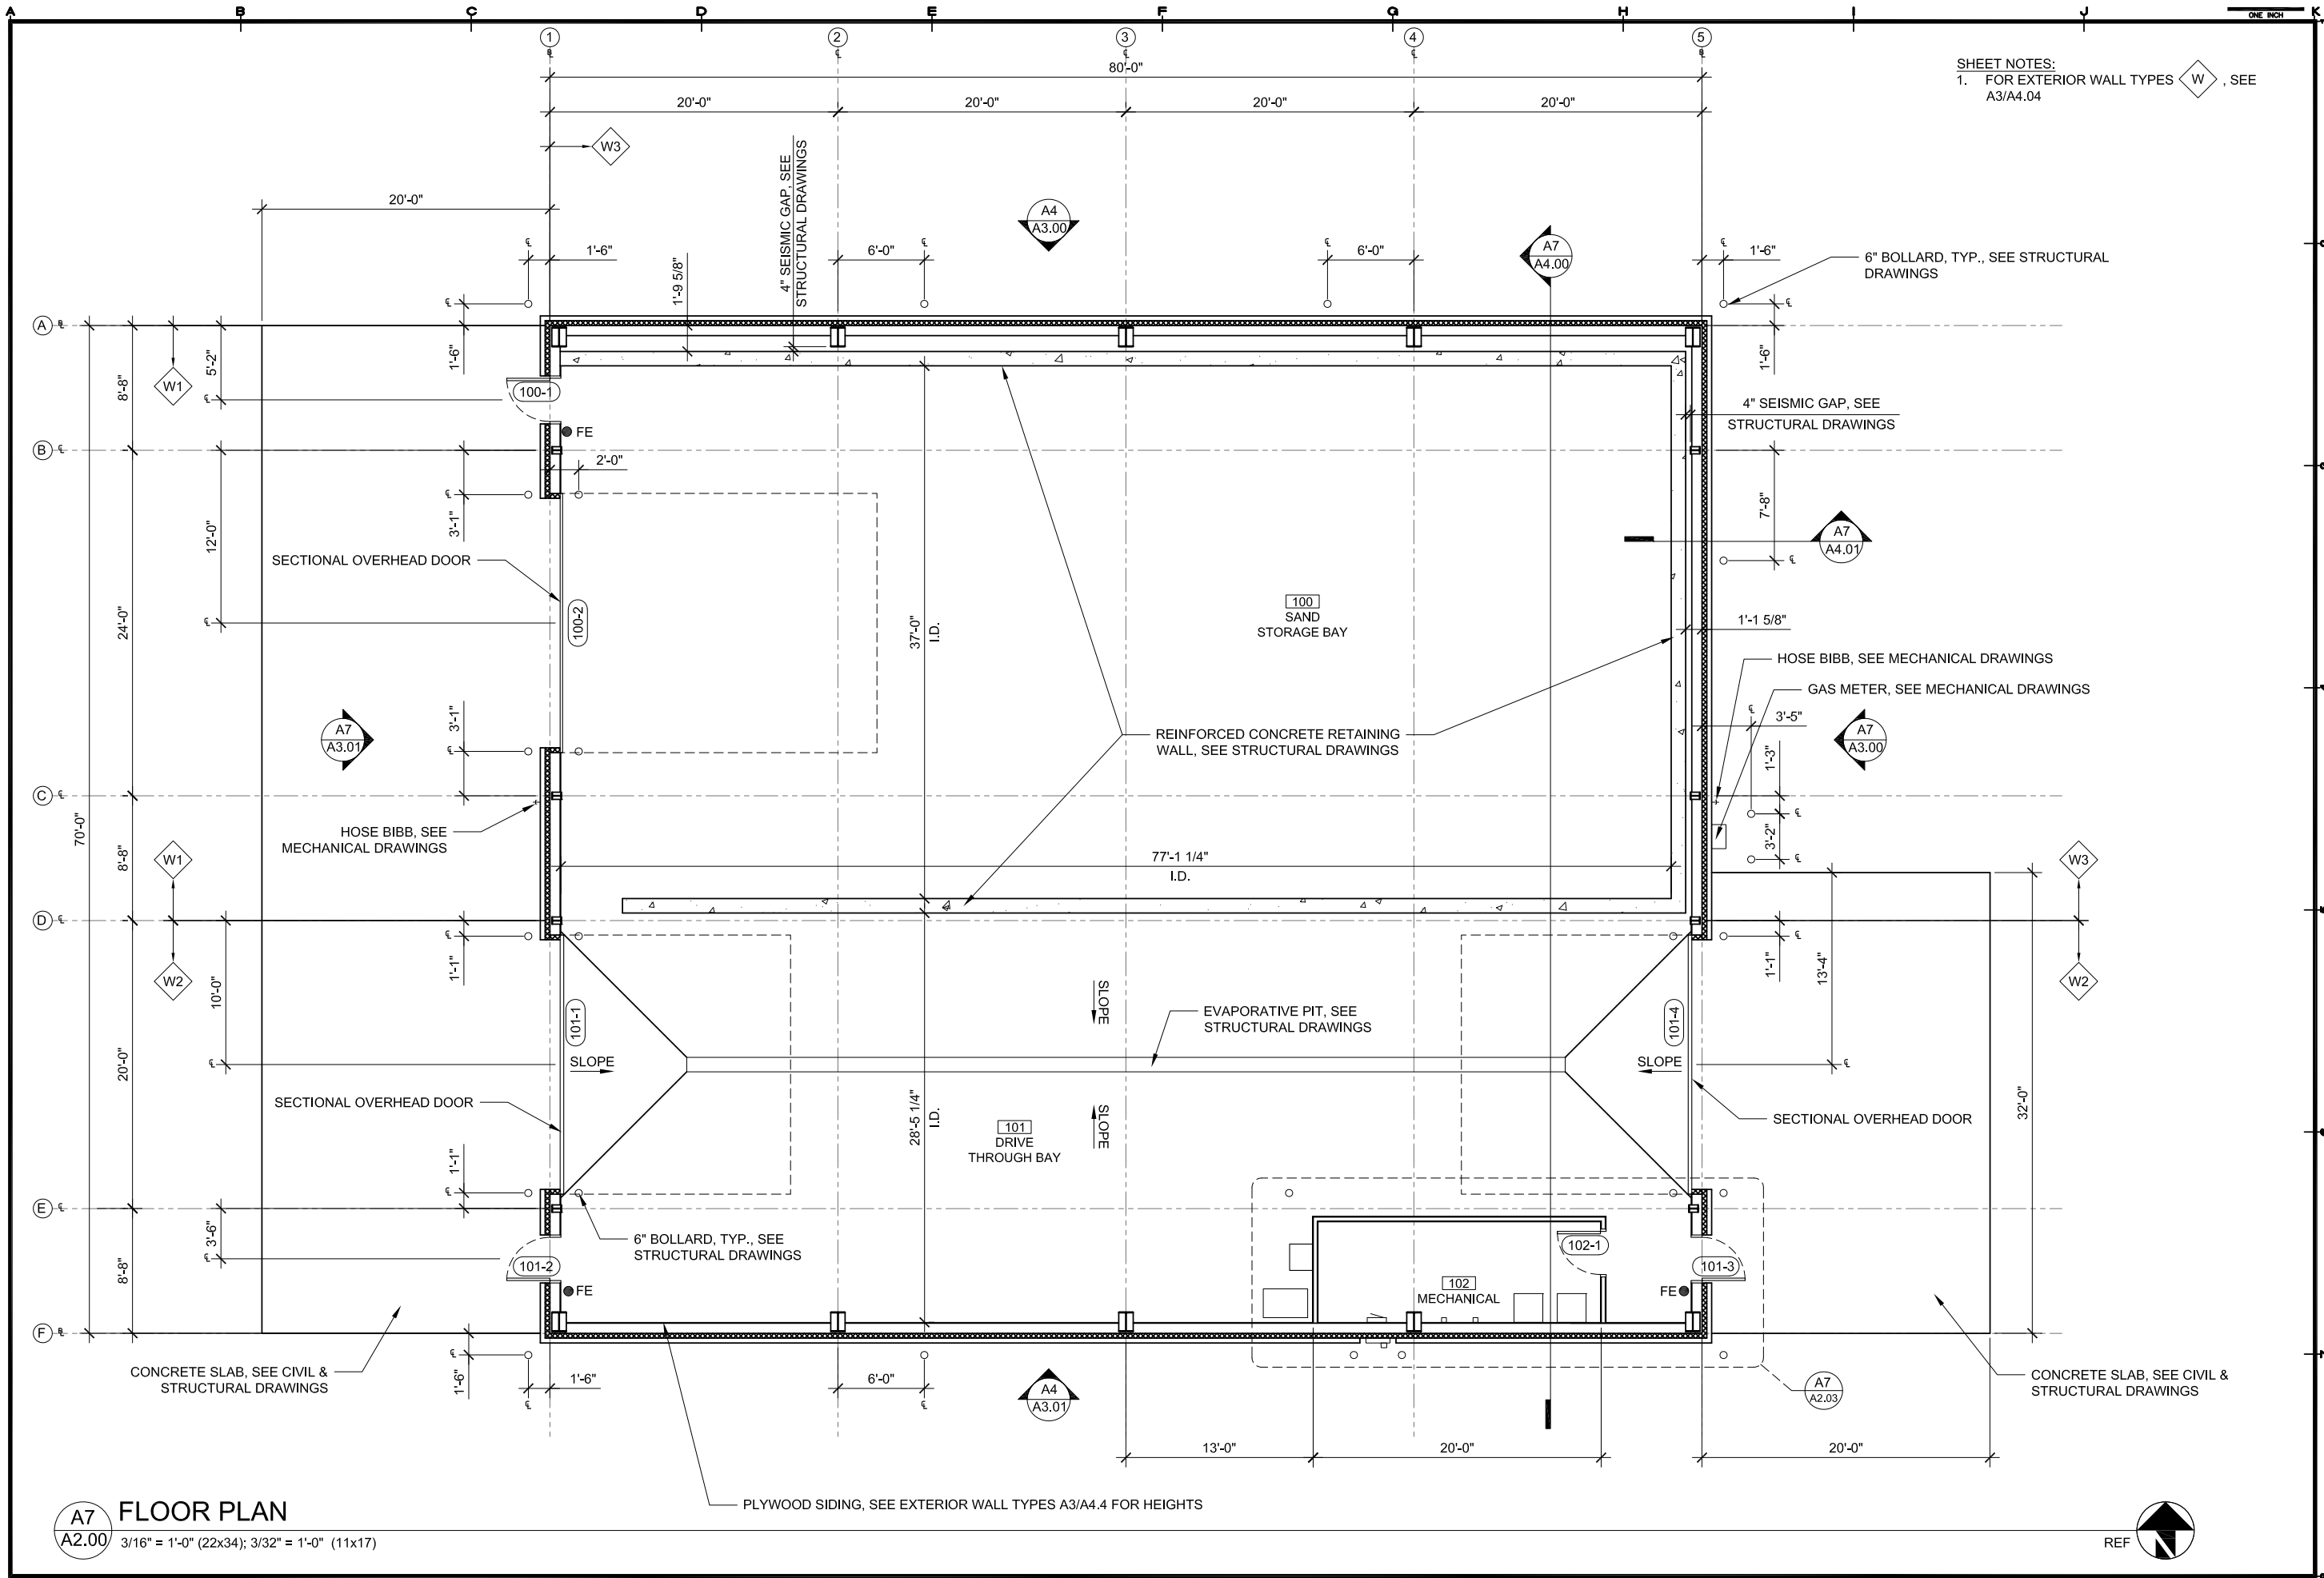 A B C D E F G H I J K
ONE INCH
1 2 3 4 5
80'-0"
20'-0" 20'-0" 20'-0" 20'-0"
SHEET NOTES:
1. FOR EXTERIOR WALL TYPES W , SEE
A3/A4.04
W3
4" SEISMIC GAP, SEE
STRUCTURAL DRAWINGS
20'-0"
A4
A3.00
1'-6"
1'-9 5/8"
6'-0"
6'-0"
A7
A4.00
1'-6"
6" BOLLARD, TYP., SEE STRUCTURAL
DRAWINGS
A
8'-8"
W1
5'-2"
1'-6"
1'-6"
100-1
FE
4" SEISMIC GAP, SEE
STRUCTURAL DRAWINGS
B
2'-0"
3'-1"
12'-0"
7'-8"
SECTIONAL OVERHEAD DOOR
A7
A4.01
24'-0"
100-2
37'-0"
I.D.
100
SAND
STORAGE BAY
1'-1 5/8"
HOSE BIBB, SEE MECHANICAL DRAWINGS
GAS METER, SEE MECHANICAL DRAWINGS
3'-1"
A7
A3.01
REINFORCED CONCRETE RETAINING
WALL, SEE STRUCTURAL DRAWINGS
3'-5"
A7
A3.00
1'-3"
C
70'-0"
HOSE BIBB, SEE
MECHANICAL DRAWINGS
3'-2"
8'-8"
W1
77'-1 1/4"
I.D.
W3
D
1'-1"
W2
10'-0"
1'-1"
13'-4"
W2
101-1
SLOPE
EVAPORATIVE PIT, SEE
STRUCTURAL DRAWINGS
101-4
20'-0"
SLOPE
SLOPE
SECTIONAL OVERHEAD DOOR
28'-5 1/4"
I.D.
SLOPE
101
DRIVE
THROUGH BAY
SECTIONAL OVERHEAD DOOR
32'-0"
1'-1"
E
3'-6"
6" BOLLARD, TYP., SEE
STRUCTURAL DRAWINGS
8'-8"
101-2
FE
102-1
102
MECHANICAL
101-3
FE
F
CONCRETE SLAB, SEE CIVIL &
STRUCTURAL DRAWINGS
1'-6"
1'-6"
6'-0"
A4
A3.01
A7
A2.03
CONCRETE SLAB, SEE CIVIL &
STRUCTURAL DRAWINGS
13'-0"
20'-0"
20'-0"
PLYWOOD SIDING, SEE EXTERIOR WALL TYPES A3/A4.4 FOR HEIGHTS
A7
A2.00
FLOOR PLAN
3/16" = 1'-0" (22x34); 3/32" = 1'-0" (11x17)
REF
N